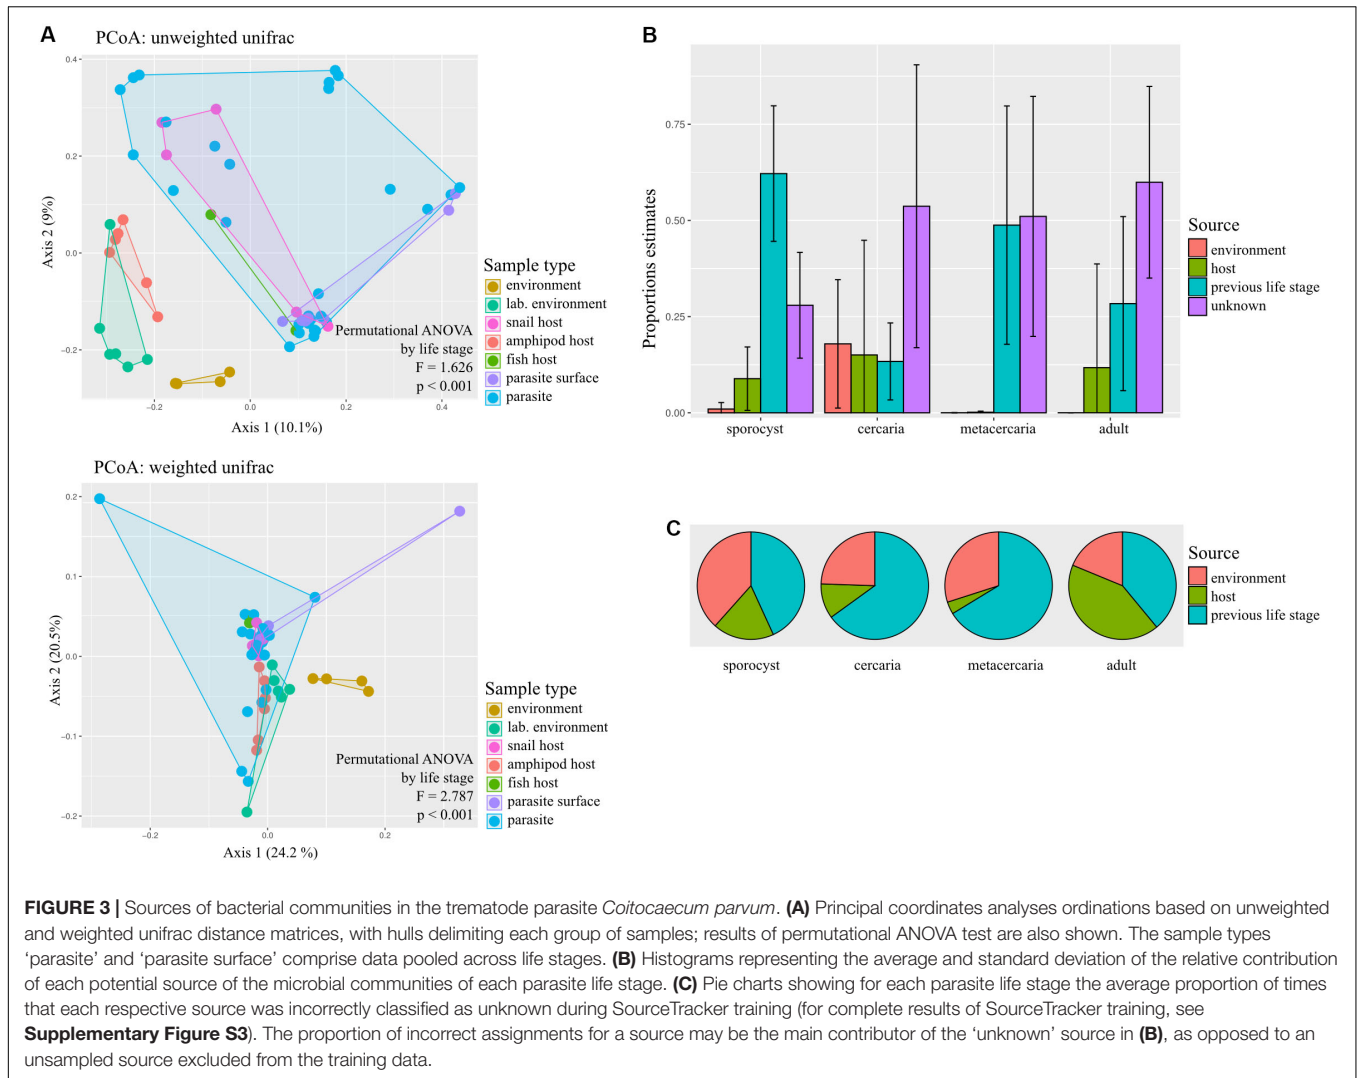 A
PCoA: unweighted unifrac
0.4
0.2
0.0
−0.2
−0.2
0.0
0.2
0.4
Axis 2 (9%)
Axis 1 (10.1%)
Permutational ANOVA
by life stage
F = 1.626
p < 0.001
Sample type
environment
lab. environment
snail host
amphipod host
fish host
parasite surface
parasite
PCoA: weighted unifrac
0.2
0.1
0.0
−0.1
−0.2
−0.2
0.0
0.2
Axis 2 (20.5%)
Axis 1 (24.2 %)
Permutational ANOVA
by life stage
F = 2.787
p < 0.001
Sample type
environment
lab. environment
snail host
amphipod host
fish host
parasite surface
parasite
B
Proportions estimates
0.75
0.50
0.25
0.00
sporocyst
cercaria
metacercaria
adult
Source
environment
host
previous life stage
unknown
C
sporocyst
cercaria
metacercaria
adult
Source
environment
host
previous life stage
FIGURE 3 | Sources of bacterial communities in the trematode parasite Coitocaecum parvum. (A) Principal coordinates analyses ordinations based on unweighted
and weighted unifrac distance matrices, with hulls delimiting each group of samples; results of permutational ANOVA test are also shown. The sample types
‘parasite’ and ‘parasite surface’ comprise data pooled across life stages. (B) Histograms representing the average and standard deviation of the relative contribution
of each potential source of the microbial communities of each parasite life stage. (C) Pie charts showing for each parasite life stage the average proportion of times
that each respective source was incorrectly classified as unknown during SourceTracker training (for complete results of SourceTracker training, see
Supplementary Figure S3). The proportion of incorrect assignments for a source may be the main contributor of the ‘unknown’ source in (B), as opposed to an
unsampled source excluded from the training data.